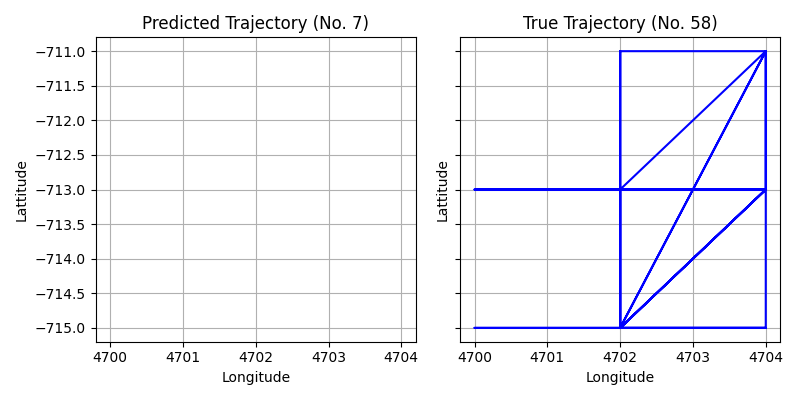 Predicted Trajectory (No. 7)
True Trajectory (No. 58)
−711.0
−711.5
−712.0
−712.5
−713.0
−713.5
−714.0
−714.5
−715.0
Lattitude
Lattitude
4700 4701 4702 4703 4704
4700 4701 4702 4703 4704
Longitude
Longitude